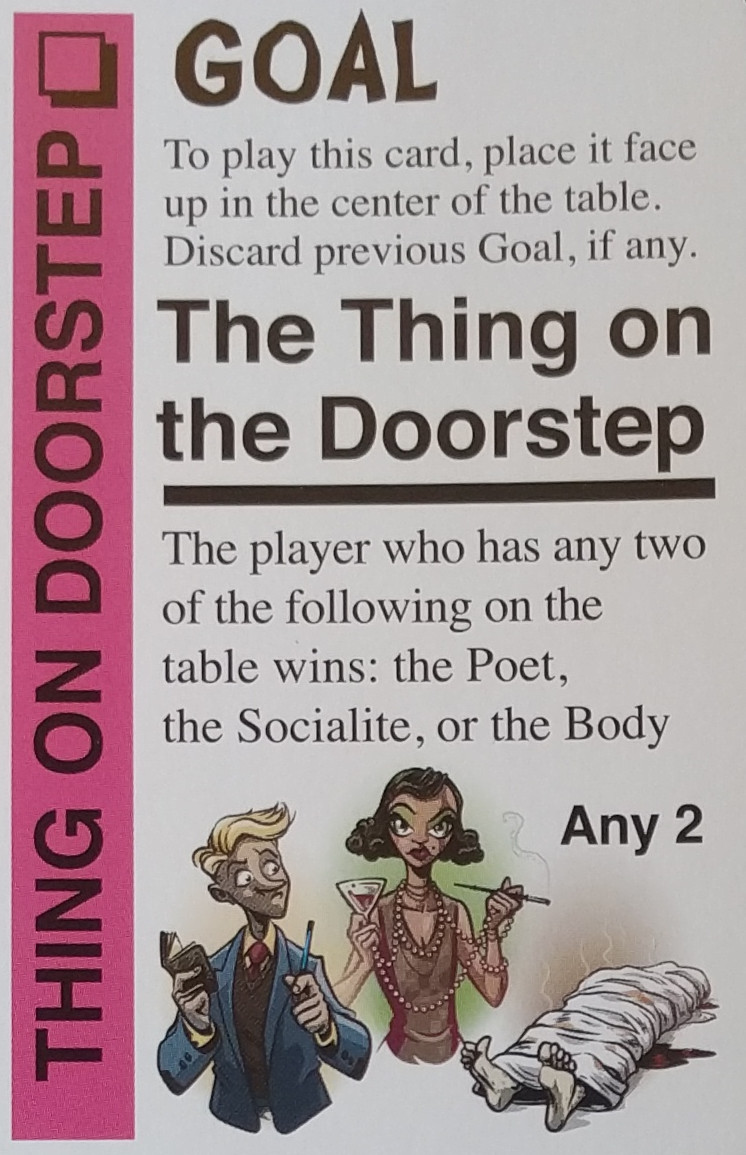 THING ON DOORSTEP
GOAL
To play this card, place it face
up in the center of the table.
Discard previous Goal, if any.
The Thing on
the Doorstep
The player who has any two
of the following on the
table wins: the Poet,
the Socialite, or the Body
Any 2